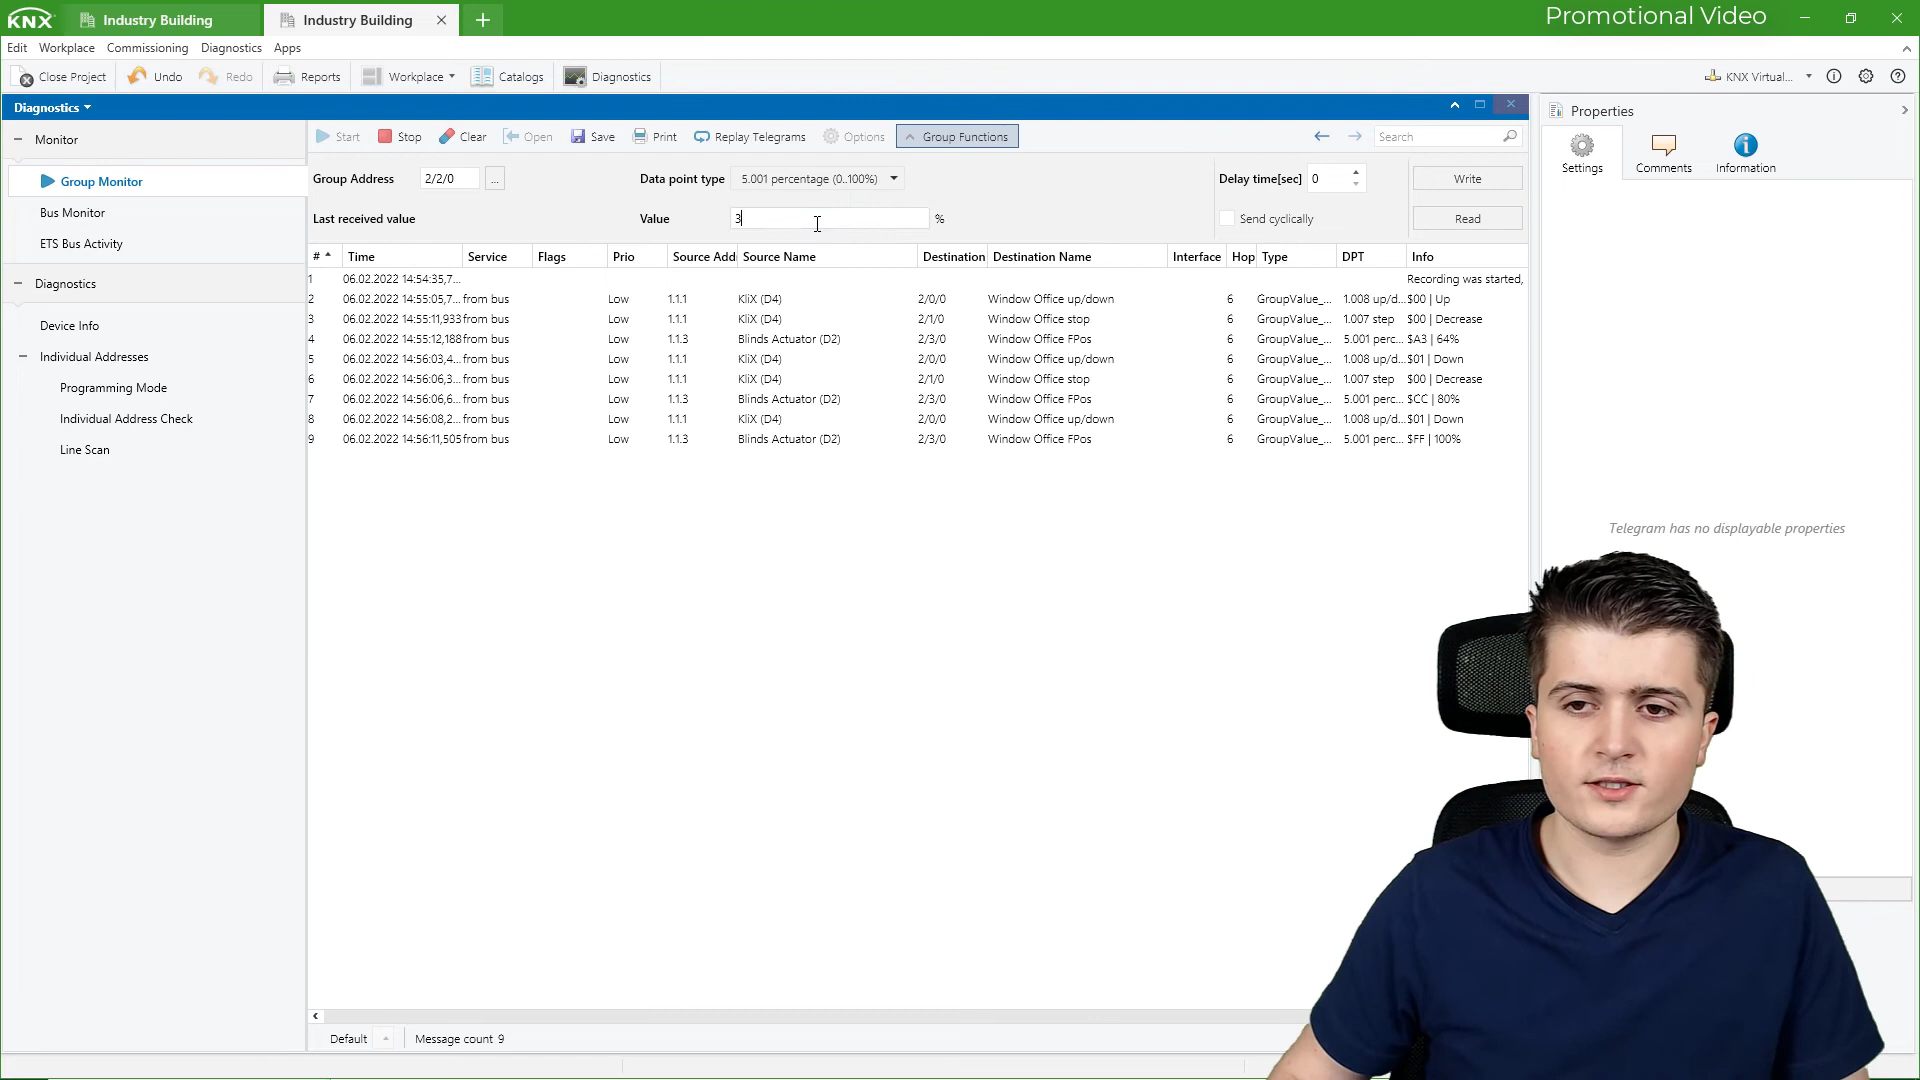 KNX Industry Building Industry Building Promotional Video
Edit Workplace Commissioning Diagnostics Apps
Close Project Undo Redo Reports Workplace Catalogs Diagnostics KNX Virtual...
Diagnostics
Monitor
Group Monitor
Bus Monitor
ETS Bus Activity
Diagnostics
Device Info
Individual Addresses
Programming Mode
Individual Address Check
Line Scan
Start Stop Clear Open Save Print Replay Telegrams Options Group Functions Search
Group Address 2/2/0 ... Data point type 5.001 percentage (0..100%) Delay time[sec] 0 Write
Last received value Value 3 % Send cyclically Read
# Time Service Flags Prio Source Addr Source Name Destination Destination Name Interface Hop Type DPT Info
1 06.02.2022 14:54:35,7... Recording was started,
2 06.02.2022 14:55:05,7... from bus Low 1.1.1 KliX (D4) 2/0/0 Window Office up/down 6 GroupValue_... 1.008 up/d... $00 | Up
3 06.02.2022 14:55:11,933 from bus Low 1.1.1 KliX (D4) 2/1/0 Window Office stop 6 GroupValue_... 1.007 step $00 | Decrease
4 06.02.2022 14:55:12,188 from bus Low 1.1.3 Blinds Actuator (D2) 2/3/0 Window Office FPos 6 GroupValue_... 5.001 perc... $A3 | 64%
5 06.02.2022 14:56:03,4... from bus Low 1.1.1 KliX (D4) 2/0/0 Window Office up/down 6 GroupValue_... 1.008 up/d... $01 | Down
6 06.02.2022 14:56:06,3... from bus Low 1.1.1 KliX (D4) 2/1/0 Window Office stop 6 GroupValue_... 1.007 step $00 | Decrease
7 06.02.2022 14:56:06,6... from bus Low 1.1.3 Blinds Actuator (D2) 2/3/0 Window Office FPos 6 GroupValue_... 5.001 perc... $CC | 80%
8 06.02.2022 14:56:08,2... from bus Low 1.1.1 KliX (D4) 2/0/0 Window Office up/down 6 GroupValue_... 1.008 up/d... $01 | Down
9 06.02.2022 14:56:11,505 from bus Low 1.1.3 Blinds Actuator (D2) 2/3/0 Window Office FPos 6 GroupValue_... 5.001 perc... $FF | 100%
Default Message count 9
Properties
Settings Comments Information
Telegram has no displayable properties